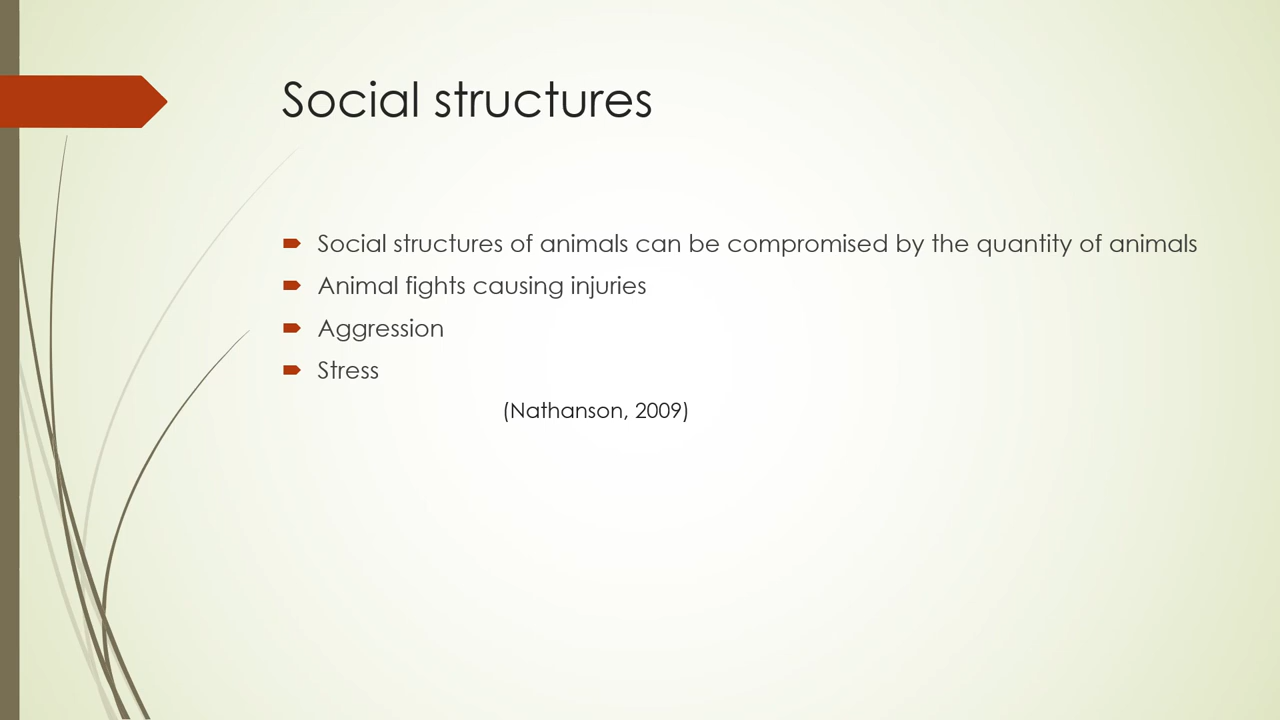 Social structures
Social structures of animals can be compromised by the quantity of animals
Animal fights causing injuries
Aggression
Stress
(Nathanson, 2009)